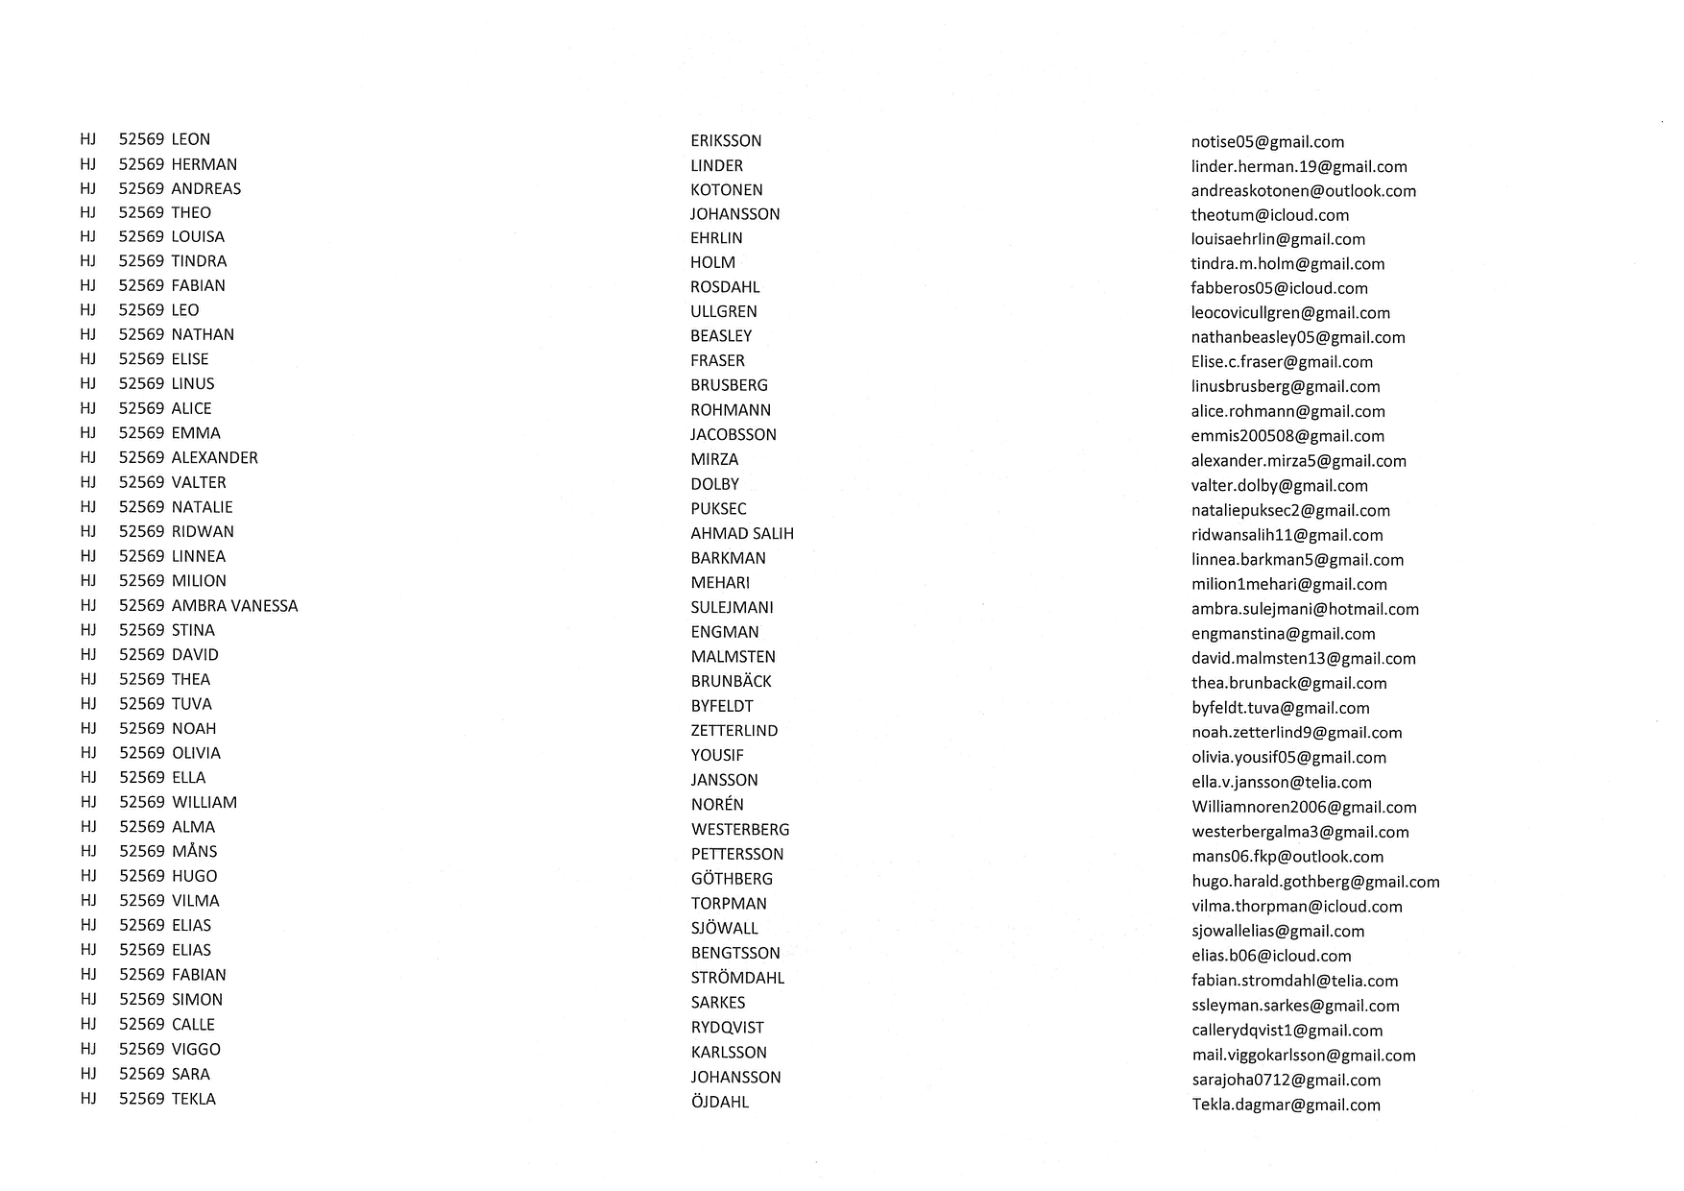 HJ 52569 LEON ERIKSSON notise05@gmail.com
HJ 52569 HERMAN LINDER linder.herman.19@gmail.com
HJ 52569 ANDREAS KOTONEN andreaskotonen@outlook.com
HJ 52569 THEO JOHANSSON theotum@icloud.com
HJ 52569 LOUISA EHRLIN louisaehrlin@gmail.com
HJ 52569 TINDRA HOLM tindra.m.holm@gmail.com
HJ 52569 FABIAN ROSDAHL fabberos05@icloud.com
HJ 52569 LEO ULLGREN leocovicullgren@gmail.com
HJ 52569 NATHAN BEASLEY nathanbeasley05@gmail.com
HJ 52569 ELISE FRASER Elise.c.fraser@gmail.com
HJ 52569 LINUS BRUSBERG linusbrusberg@gmail.com
HJ 52569 ALICE ROHMANN alice.rohmann@gmail.com
HJ 52569 EMMA JACOBSSON emmis200508@gmail.com
HJ 52569 ALEXANDER MIRZA alexander.mirza5@gmail.com
HJ 52569 VALTER DOLBY valter.dolby@gmail.com
HJ 52569 NATALIE PUKSEC nataliepuksec2@gmail.com
HJ 52569 RIDWAN AHMAD SALIH ridwansalih11@gmail.com
HJ 52569 LINNEA BARKMAN linnea.barkman5@gmail.com
HJ 52569 MILION MEHARI milion1mehari@gmail.com
HJ 52569 AMBRA VANESSA SULEJMANI ambra.sulejmani@hotmail.com
HJ 52569 STINA ENGMAN engmanstina@gmail.com
HJ 52569 DAVID MALMSTEN david.malmsten13@gmail.com
HJ 52569 THEA BRUNBÄCK thea.brunback@gmail.com
HJ 52569 TUVA BYFELDT byfeldt.tuva@gmail.com
HJ 52569 NOAH ZETTERLIND noah.zetterlind9@gmail.com
HJ 52569 OLIVIA YOUSIF olivia.yousif05@gmail.com
HJ 52569 ELLA JANSSON ella.v.jansson@telia.com
HJ 52569 WILLIAM NORÉN Williamnoren2006@gmail.com
HJ 52569 ALMA WESTERBERG westerbergalma3@gmail.com
HJ 52569 MÅNS PETTERSSON mans06.fkp@outlook.com
HJ 52569 HUGO GÖTHBERG hugo.harald.gothberg@gmail.com
HJ 52569 VILMA TORPMAN vilma.thorpman@icloud.com
HJ 52569 ELIAS SJÖWALL sjowallelias@gmail.com
HJ 52569 ELIAS BENGTSSON elias.b06@icloud.com
HJ 52569 FABIAN STRÖMDAHL fabian.stromdahl@telia.com
HJ 52569 SIMON SARKES ssleyman.sarkes@gmail.com
HJ 52569 CALLE RYDQVIST callerydqvist1@gmail.com
HJ 52569 VIGGO KARLSSON mail.viggokarlsson@gmail.com
HJ 52569 SARA JOHANSSON sarajoha0712@gmail.com
HJ 52569 TEKLA ÖJDAHL Tekla.dagmar@gmail.com